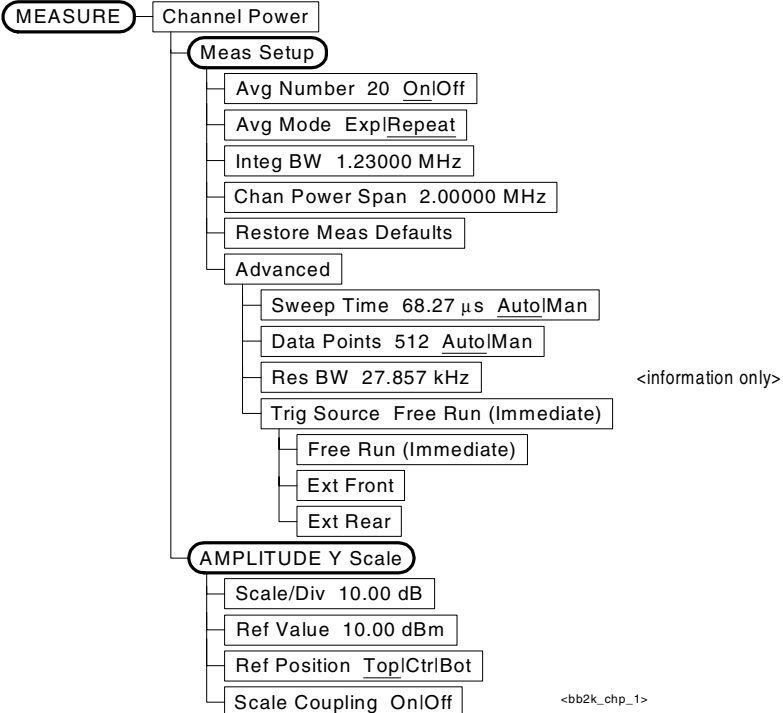 MEASURE Channel Power
Meas Setup
Avg Number 20 On|Off
Avg Mode Exp|Repeat
Integ BW 1.23000 MHz
Chan Power Span 2.00000 MHz
Restore Meas Defaults
Advanced
Sweep Time 68.27 μs Auto|Man
Data Points 512 Auto|Man
Res BW 27.857 kHz <information only>
Trig Source Free Run (Immediate)
Free Run (Immediate)
Ext Front
Ext Rear
AMPLITUDE Y Scale
Scale/Div 10.00 dB
Ref Value 10.00 dBm
Ref Position Top|Ctr|Bot
Scale Coupling On|Off <bb2k_chp_1>